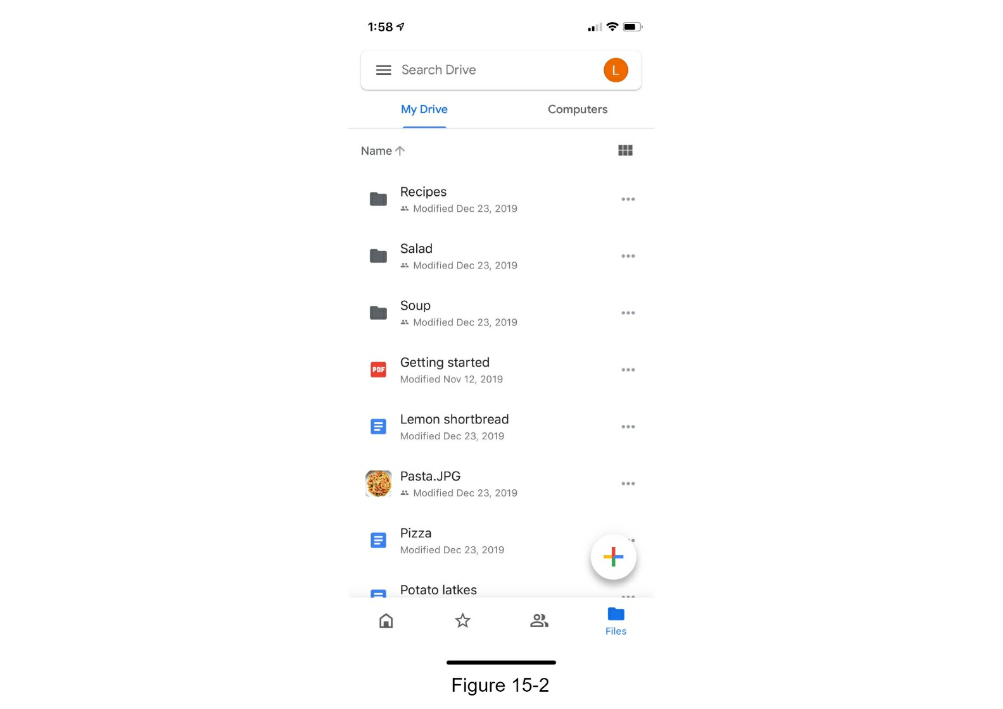 1:58
Search Drive
L
My Drive
Computers
Name
Recipes
Modified Dec 23, 2019
Salad
Modified Dec 23, 2019
Soup
Modified Dec 23, 2019
PDF
Getting started
Modified Nov 12, 2019
Lemon shortbread
Modified Dec 23, 2019
Pasta.JPG
Modified Dec 23, 2019
Pizza
Modified Dec 23, 2019
Potato latkes
Files
Figure 15-2